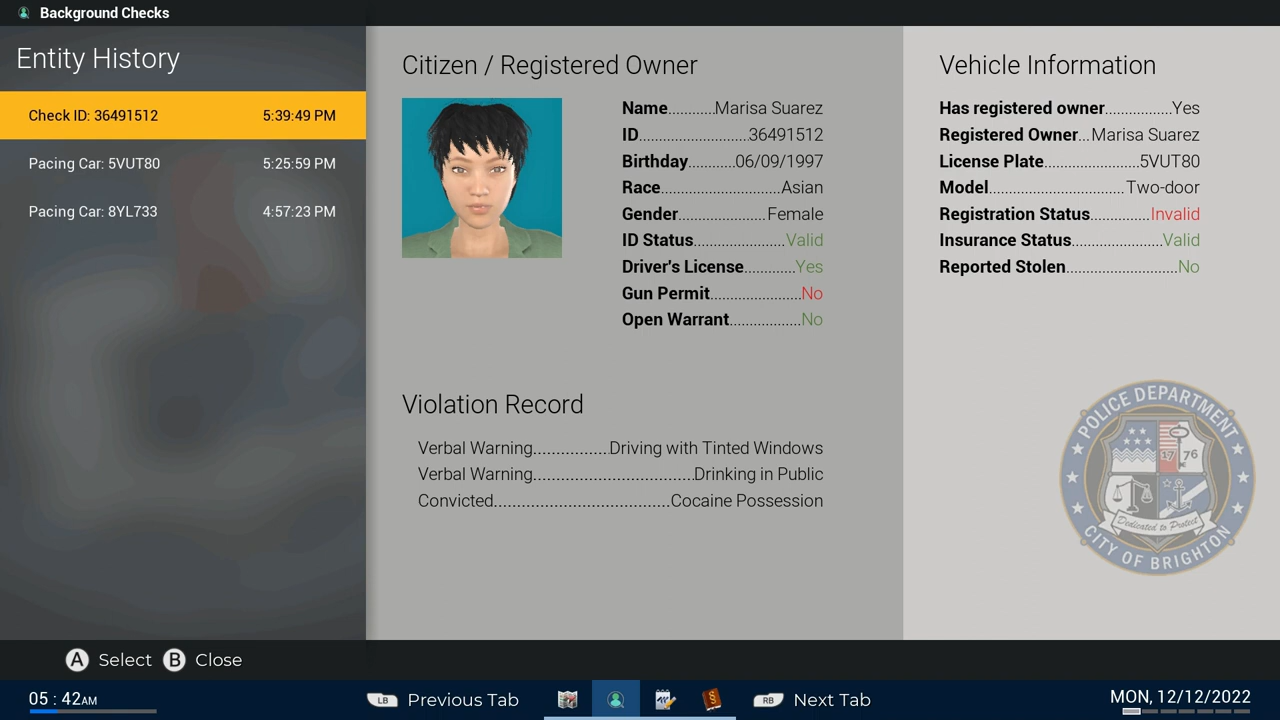 Background Checks
Entity History
Check ID: 36491512 5:39:49 PM
Pacing Car: 5VUT80 5:25:59 PM
Pacing Car: 8YL733 4:57:23 PM
Citizen / Registered Owner
Name...........Marisa Suarez
ID..........................36491512
Birthday...........06/09/1997
Race............................Asian
Gender.....................Female
ID Status......................Valid
Driver's License............Yes
Gun Permit.....................No
Open Warrant.................No
Violation Record
Verbal Warning................Driving with Tinted Windows
Verbal Warning...................................Drinking in Public
Convicted.......................................Cocaine Possession
Vehicle Information
Has registered owner...............Yes
Registered Owner...Marisa Suarez
License Plate.......................5VUT80
Model................................Two-door
Registration Status..............Invalid
Insurance Status.....................Valid
Reported Stolen...........................No
POLICE DEPARTMENT
17 76
Dedicated to Protect
CITY OF BRIGHTON
A Select B Close
05 : 42AM
LB Previous Tab
RB Next Tab
MON, 12/12/2022